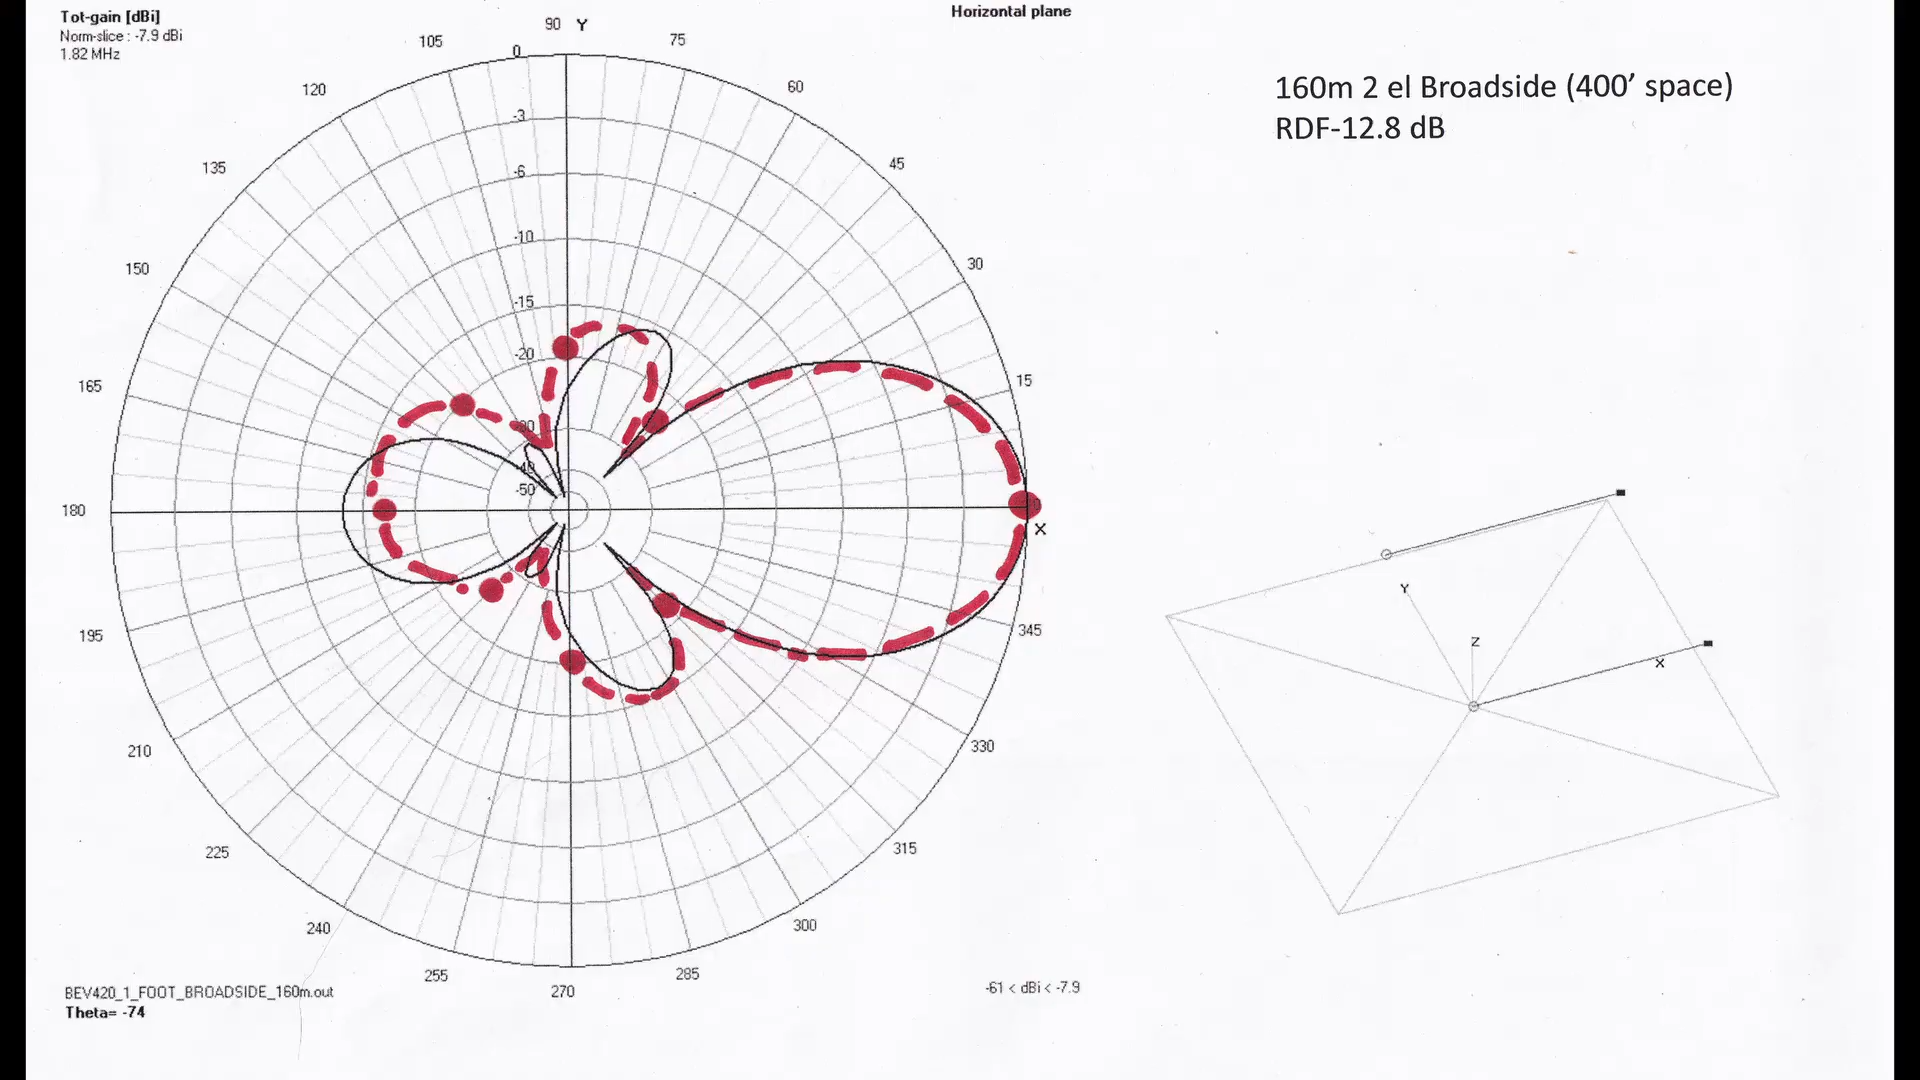 Tot-gain [dBi]
Norm-slice : -7.9 dBi
1.82 MHz
Horizontal plane
160m 2 el Broadside (400’ space)
RDF-12.8 dB
90 Y
105
75
120
60
135
45
150
30
165
15
180
X
195
345
210
330
225
315
240
300
255
285
270
0
-3
-6
-10
-15
-20
-40
-50
Y
Z
X
BEV420_1_FOOT_BROADSIDE_160m.out
Theta= -74
-61 < dBi < -7.9